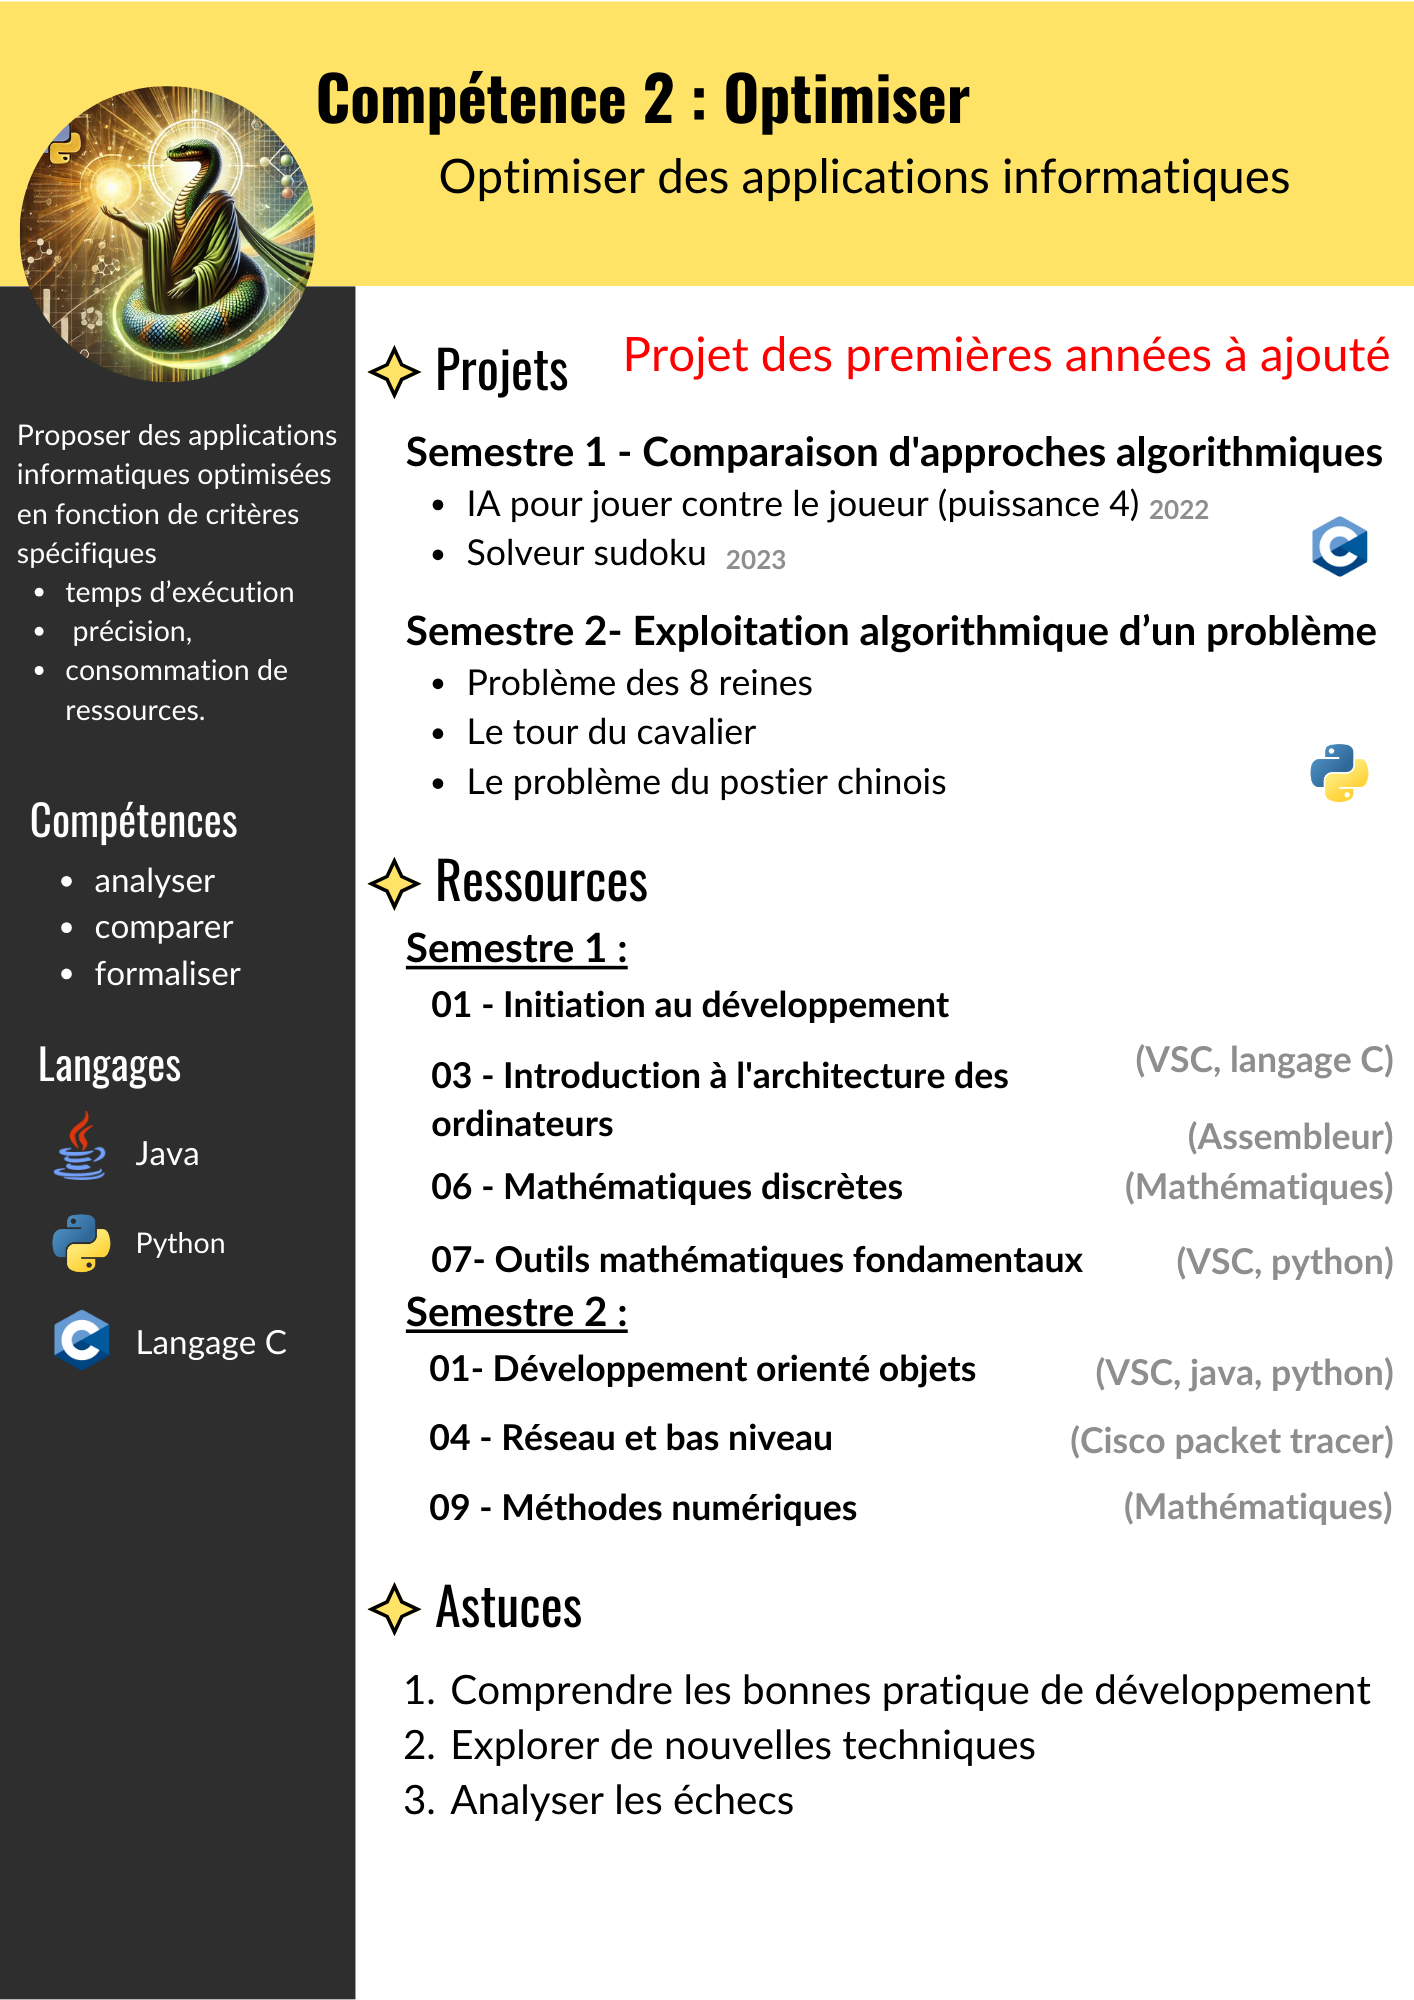 Compétence 2 : Optimiser
Optimiser des applications informatiques
Proposer des applications
informatiques optimisées
en fonction de critères
spécifiques
• temps d’exécution
• précision,
• consommation de
ressources.
Compétences
• analyser
• comparer
• formaliser
Langages
Java
Python
Langage C
Projets
Projet des premières années à ajouté
Semestre 1 - Comparaison d'approches algorithmiques
• IA pour jouer contre le joueur (puissance 4) 2022
• Solveur sudoku 2023
Semestre 2- Exploitation algorithmique d’un problème
• Problème des 8 reines
• Le tour du cavalier
• Le problème du postier chinois
Ressources
Semestre 1 :
01 - Initiation au développement
(VSC, langage C)
03 - Introduction à l'architecture des
ordinateurs
(Assembleur)
06 - Mathématiques discrètes (Mathématiques)
07- Outils mathématiques fondamentaux (VSC, python)
Semestre 2 :
01- Développement orienté objets (VSC, java, python)
04 - Réseau et bas niveau (Cisco packet tracer)
09 - Méthodes numériques (Mathématiques)
Astuces
1. Comprendre les bonnes pratique de développement
2. Explorer de nouvelles techniques
3. Analyser les échecs